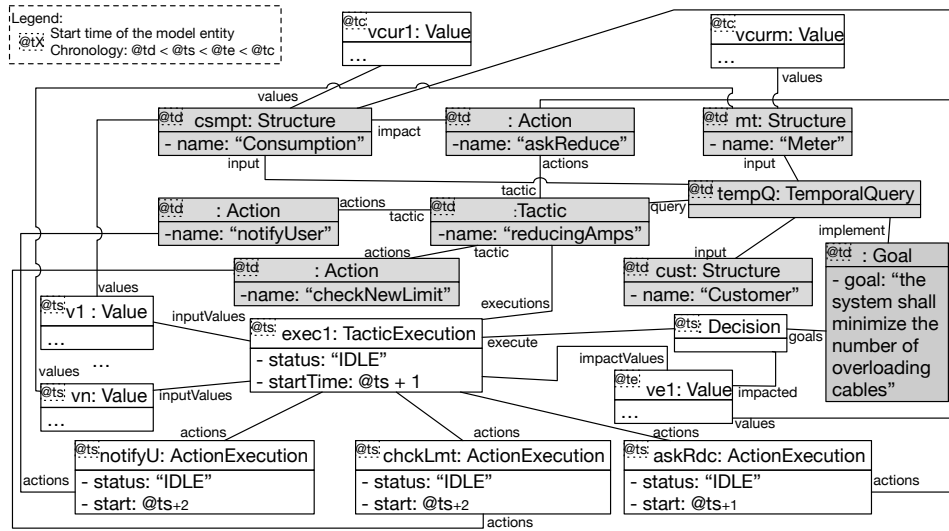 Legend:
@tX Start time of the model entity
Chronology: @td < @ts < @te < @tc
@tc
vcur1: Value
...
@tc
vcurm: Value
...
values
values
@td csmpt: Structure
- name: “Consumption”
impact
@td : Action
-name: “askReduce”
@td mt: Structure
- name: “Meter”
input
actions
input
@td : Action
-name: “notifyUser”
actions
tactic
tactic
@td :Tactic
-name: “reducingAmps”
query
@td tempQ: TemporalQuery
implement
actions
tactic
input
@td : Action
-name: “checkNewLimit”
@td cust: Structure
- name: “Customer”
@td : Goal
- goal: “the
system shall
minimize the
number of
overloading
cables”
values
executions
@ts v1 : Value
...
inputValues
@ts exec1: TacticExecution
- status: “IDLE”
- startTime: @ts + 1
execute
@ts : Decision
goals
...
values
impactValues
@ts vn: Value
...
inputValues
@te ve1: Value
...
impacted
values
actions
actions
actions
@ts notifyU: ActionExecution
- status: “IDLE”
- start: @ts+2
@ts chckLmt: ActionExecution
- status: “IDLE”
- start: @ts+2
@ts askRdc: ActionExecution
- status: “IDLE”
- start: @ts+1
actions
actions
actions